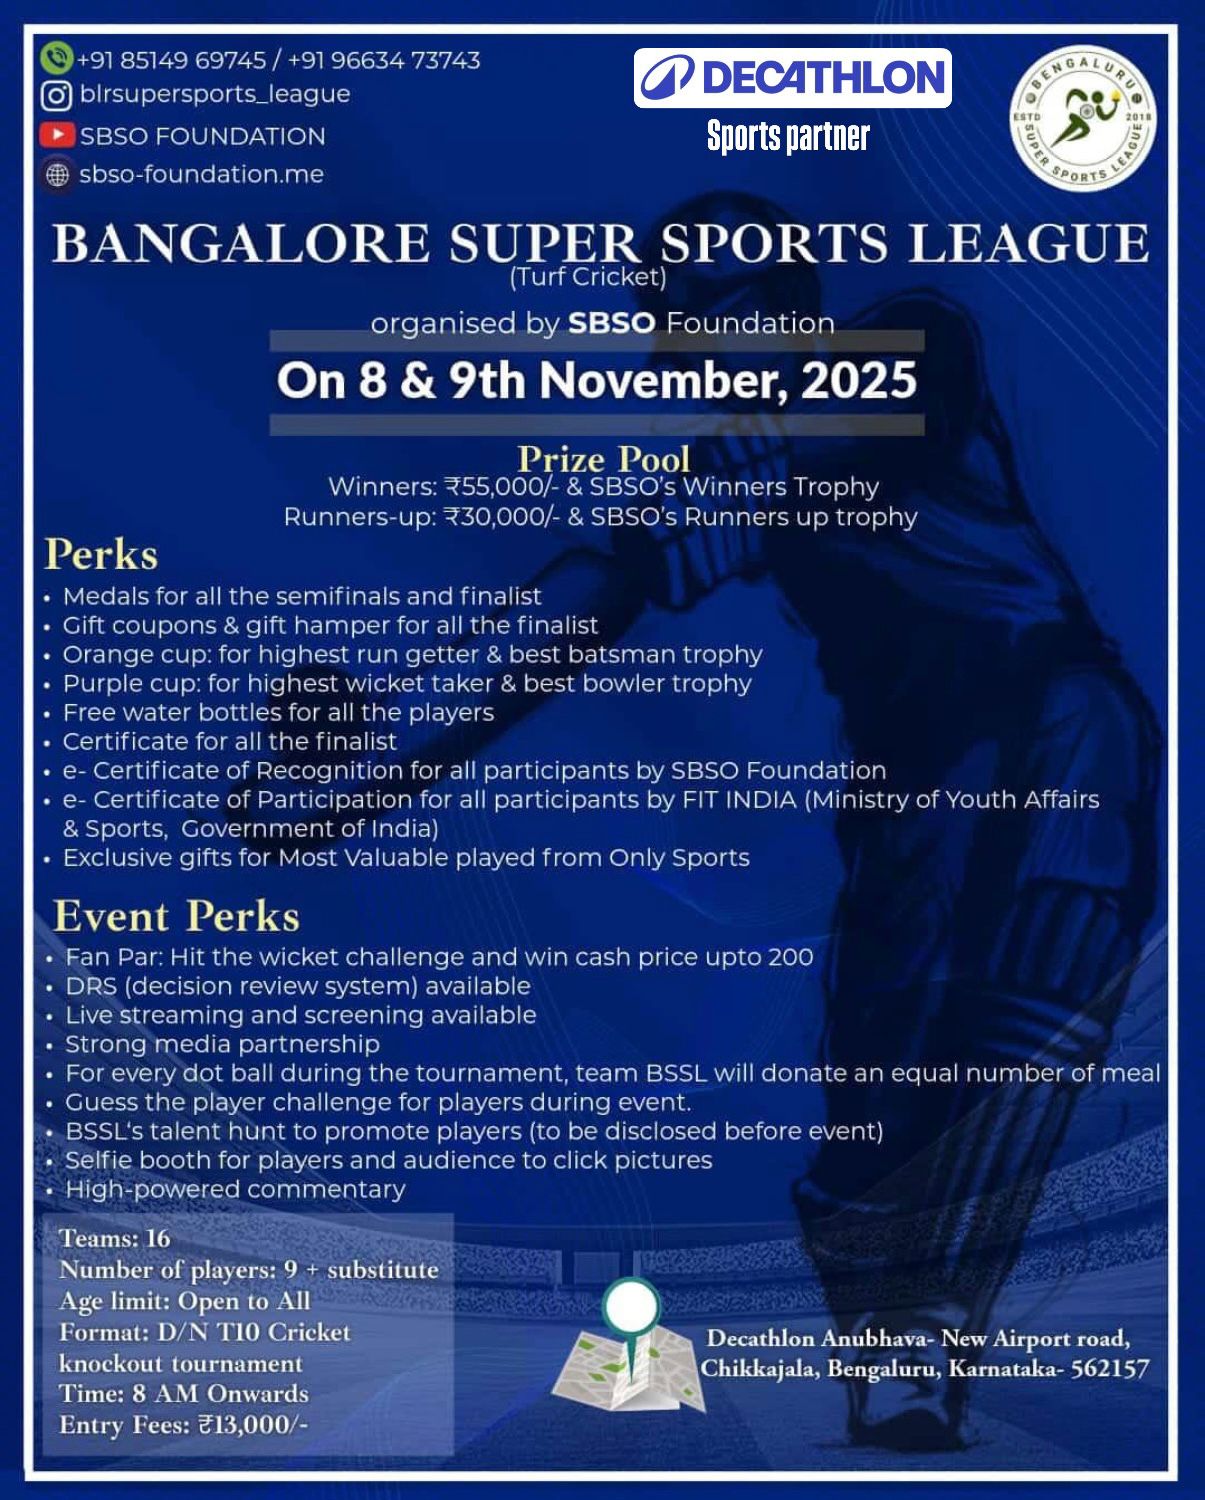 +91 85149 69745 / +91 96634 73743
blrsupersports_league
SBSO FOUNDATION
sbso-foundation.me
DECATHLON
Sports partner
BENGALURU
ESTD 2018
SUPER SPORTS LEAGUE
BANGALORE SUPER SPORTS LEAGUE
(Turf Cricket)
organised by SBSO Foundation
On 8 & 9th November, 2025
Prize Pool
Winners: ₹55,000/- & SBSO's Winners Trophy
Runners-up: ₹30,000/- & SBSO's Runners up trophy
Perks
• Medals for all the semifinals and finalist
• Gift coupons & gift hamper for all the finalist
• Orange cup: for highest run getter & best batsman trophy
• Purple cup: for highest wicket taker & best bowler trophy
• Free water bottles for all the players
• Certificate for all the finalist
• e- Certificate of Recognition for all participants by SBSO Foundation
• e- Certificate of Participation for all participants by FIT INDIA (Ministry of Youth Affairs
& Sports, Government of India)
• Exclusive gifts for Most Valuable played from Only Sports
Event Perks
• Fan Par: Hit the wicket challenge and win cash price upto 200
• DRS (decision review system) available
• Live streaming and screening available
• Strong media partnership
• For every dot ball during the tournament, team BSSL will donate an equal number of meal
• Guess the player challenge for players during event.
• BSSL's talent hunt to promote players (to be disclosed before event)
• Selfie booth for players and audience to click pictures
• High-powered commentary
Teams: 16
Number of players: 9 + substitute
Age limit: Open to All
Format: D/N T10 Cricket
knockout tournament
Time: 8 AM Onwards
Entry Fees: ₹13,000/-
Decathlon Anubhava- New Airport road,
Chikkajala, Bengaluru, Karnataka- 562157